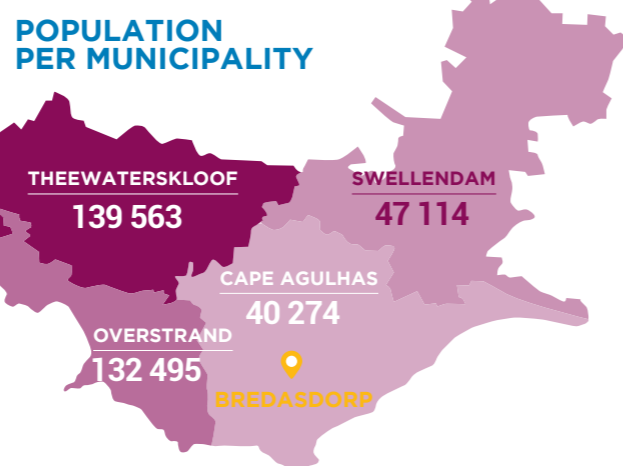 POPULATION
PER MUNICIPALITY
THEEWATERSKLOOF
139 563
SWELLENDAM
47 114
CAPE AGULHAS
40 274
OVERSTRAND
132 495
BREDASDORP